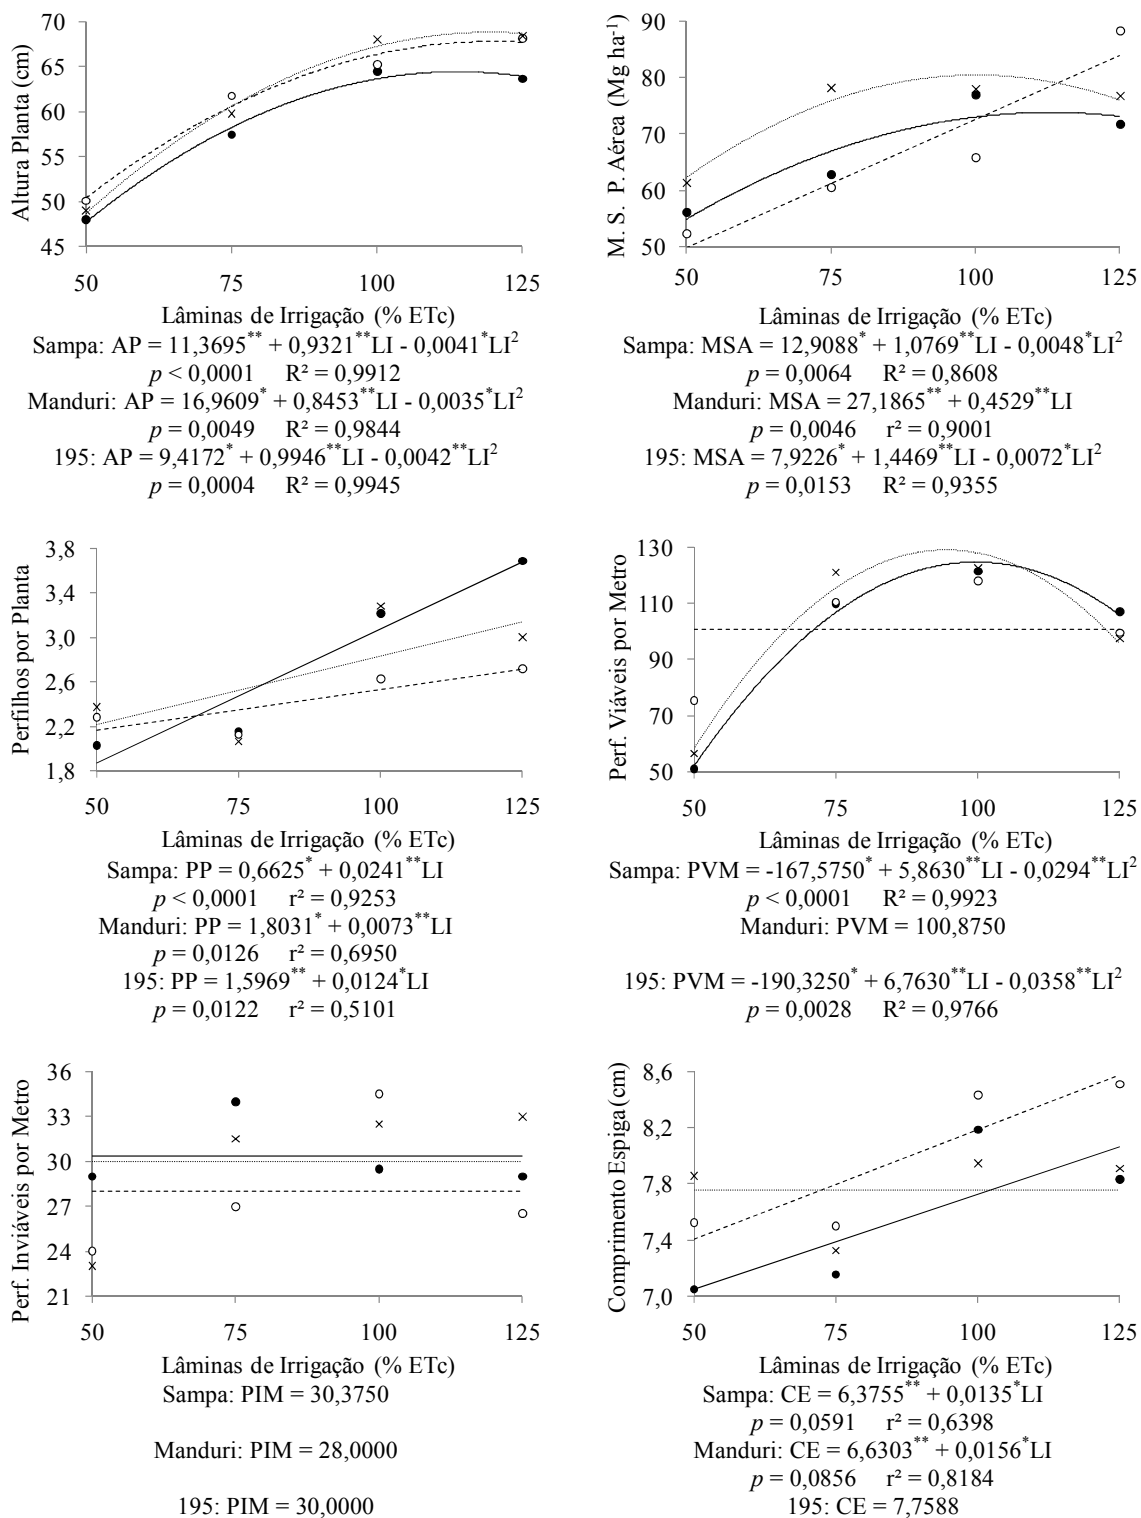 Altura Planta (cm)
70
65
60
55
50
45
50 75 100 125
Lâminas de Irrigação (% ETc)
Sampa: AP = 11,3695** + 0,9321**LI - 0,0041*LI²
p < 0,0001 R² = 0,9912
Manduri: AP = 16,9609* + 0,8453**LI - 0,0035*LI²
p = 0,0049 R² = 0,9844
195: AP = 9,4172* + 0,9946**LI - 0,0042**LI²
p = 0,0004 R² = 0,9945
M. S. P. Aérea (Mg ha⁻¹)
90
80
70
60
50
50 75 100 125
Lâminas de Irrigação (% ETc)
Sampa: MSA = 12,9088* + 1,0769**LI - 0,0048*LI²
p = 0,0064 R² = 0,8608
Manduri: MSA = 27,1865** + 0,4529**LI
p = 0,0046 r² = 0,9001
195: MSA = 7,9226* + 1,4469**LI - 0,0072*LI²
p = 0,0153 R² = 0,9355
Perfilhos por Planta
3,8
3,4
3,0
2,6
2,2
1,8
50 75 100 125
Lâminas de Irrigação (% ETc)
Sampa: PP = 0,6625* + 0,0241**LI
p < 0,0001 r² = 0,9253
Manduri: PP = 1,8031* + 0,0073**LI
p = 0,0126 r² = 0,6950
195: PP = 1,5969** + 0,0124*LI
p = 0,0122 r² = 0,5101
Perf. Viáveis por Metro
130
110
90
70
50
50 75 100 125
Lâminas de Irrigação (% ETc)
Sampa: PVM = -167,5750* + 5,8630**LI - 0,0294**LI²
p < 0,0001 R² = 0,9923
Manduri: PVM = 100,8750
195: PVM = -190,3250* + 6,7630**LI - 0,0358**LI²
p = 0,0028 R² = 0,9766
Perf. Inviáveis por Metro
36
33
30
27
24
21
50 75 100 125
Lâminas de Irrigação (% ETc)
Sampa: PIM = 30,3750
Manduri: PIM = 28,0000
195: PIM = 30,0000
Comprimento Espiga (cm)
8,6
8,2
7,8
7,4
7,0
50 75 100 125
Lâminas de Irrigação (% ETc)
Sampa: CE = 6,3755** + 0,0135*LI
p = 0,0591 r² = 0,6398
Manduri: CE = 6,6303** + 0,0156*LI
p = 0,0856 r² = 0,8184
195: CE = 7,7588